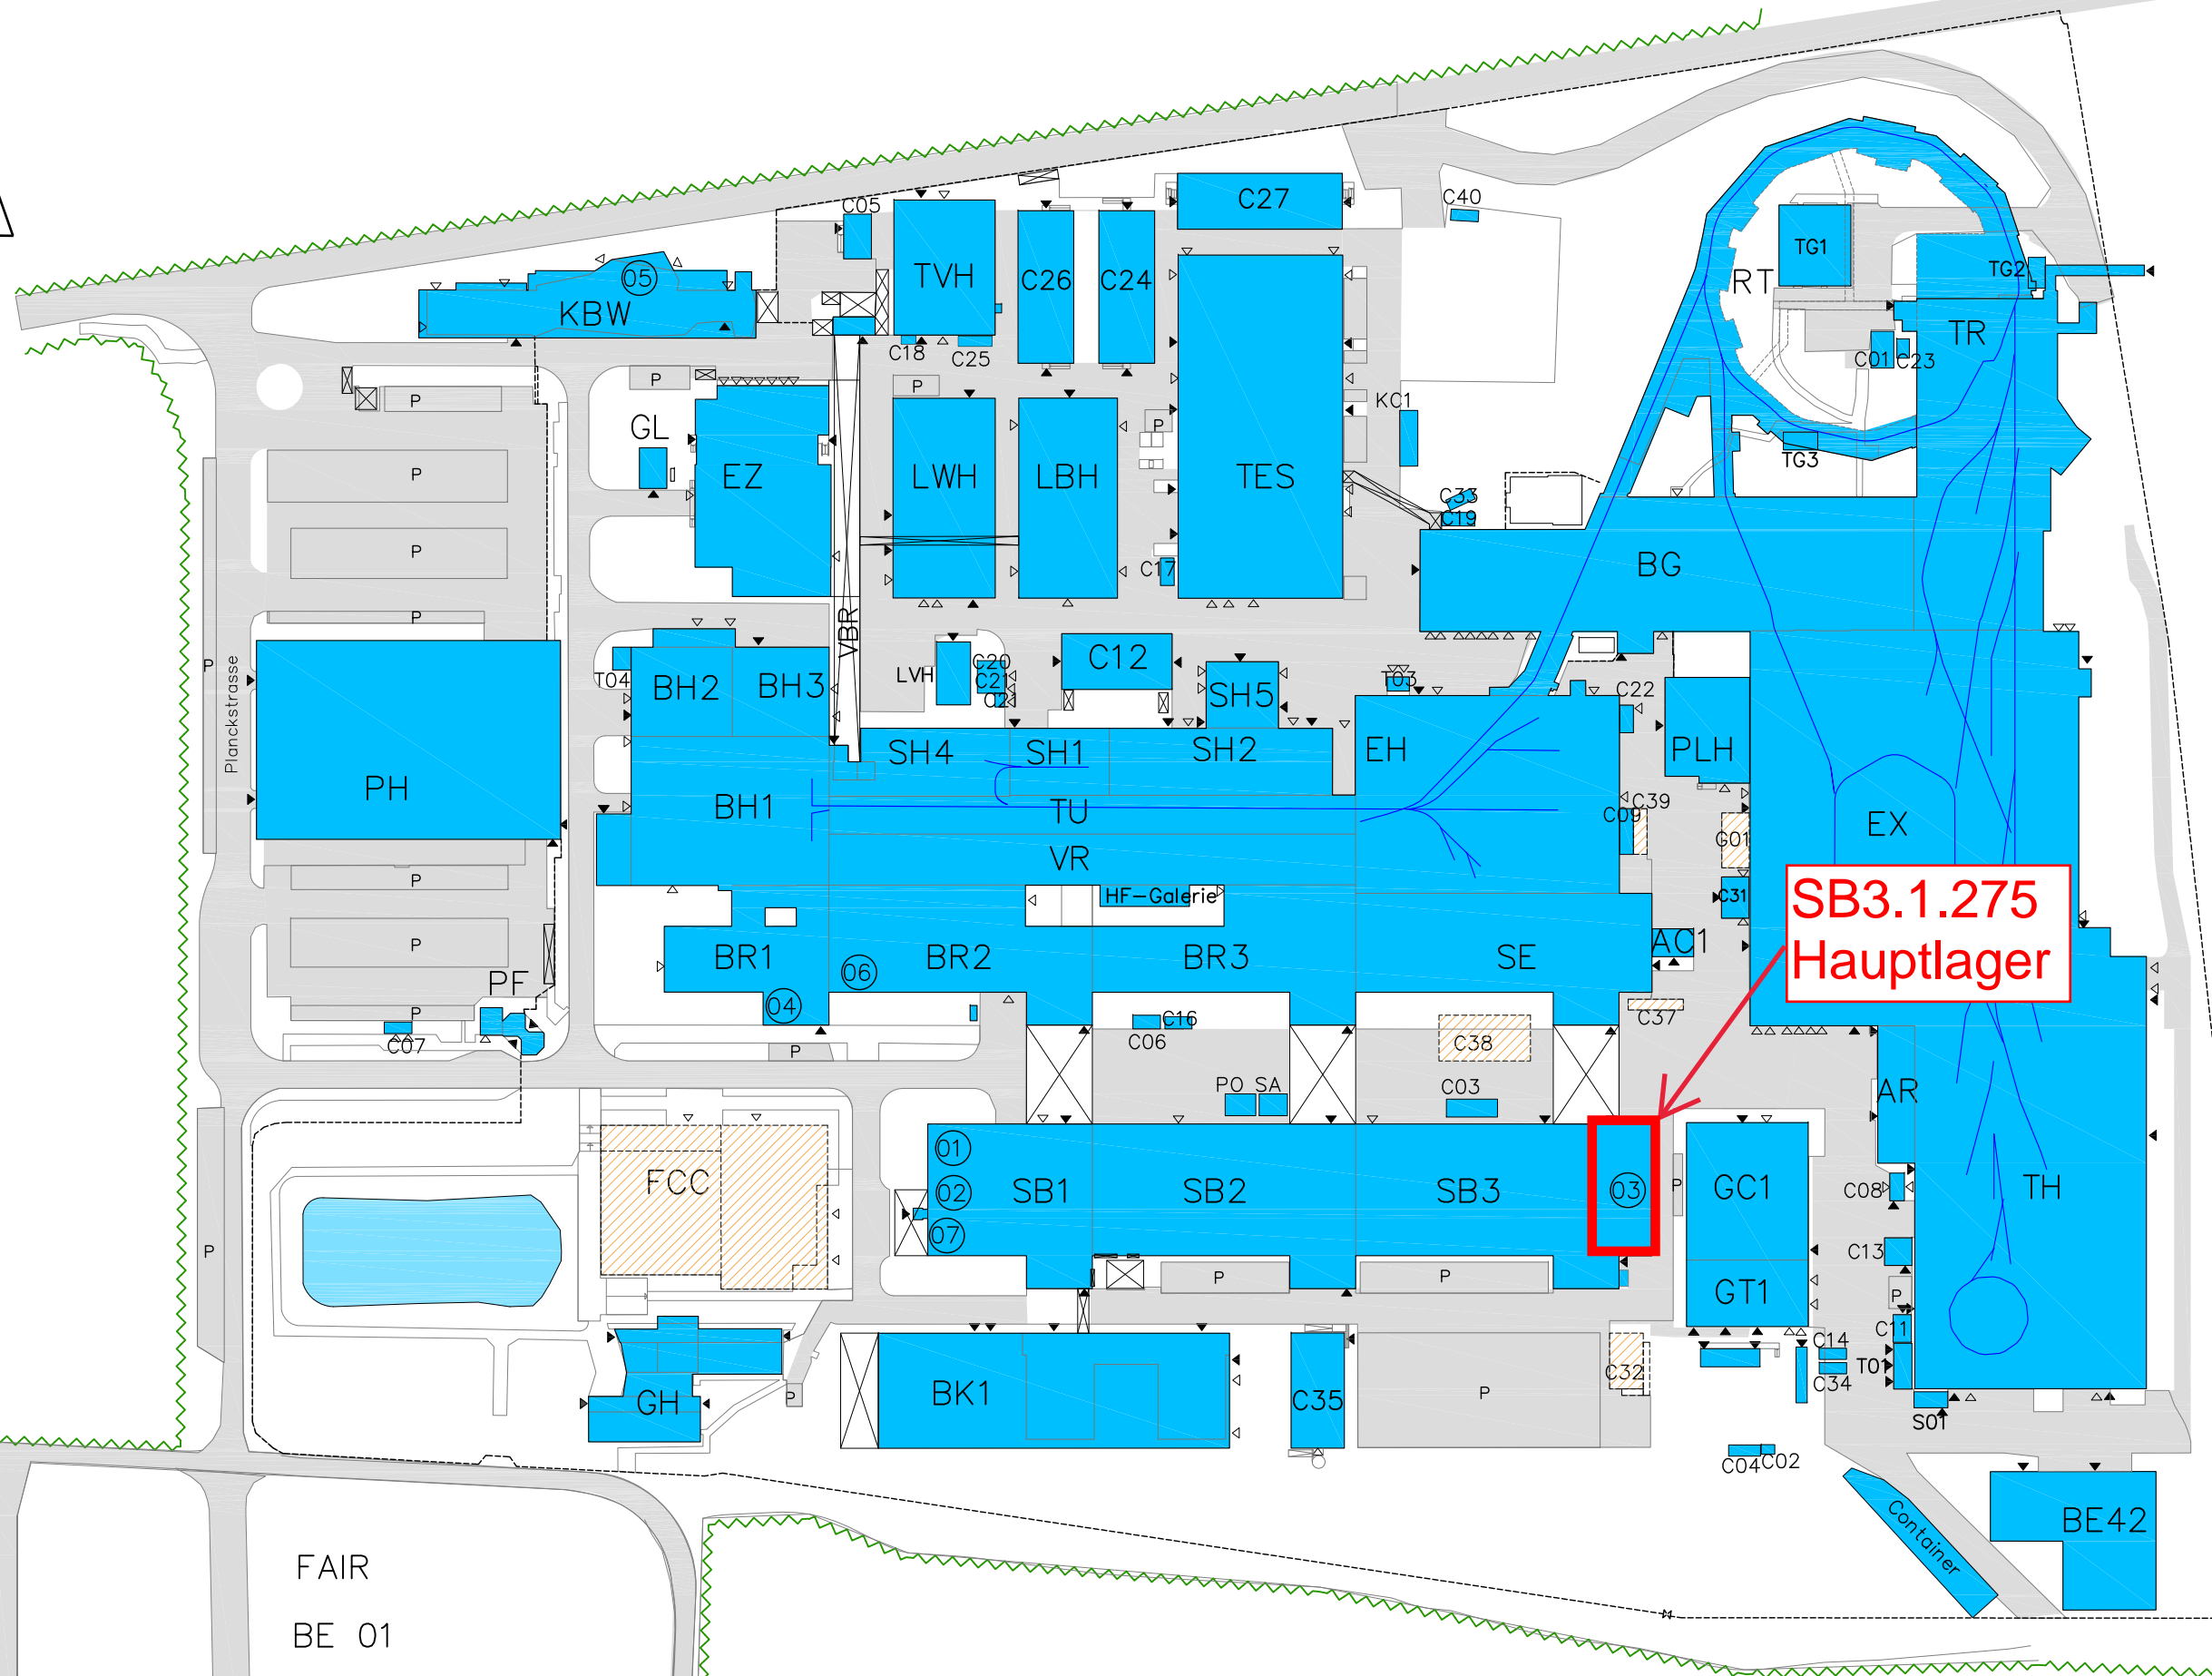 C05
C27
C40
TVH
C26
C24
TG1
TG2
RT
05
KBW
TR
C18
C25
C01
C23
P
P
P
KC1
GL
P
TG3
EZ
LWH
LBH
TES
P
C33
C19
P
C17
BG
P
VBR
Planckstrasse
P
T04
BH2
BH3
LVH
C20
C21
C21
C12
SH5
T03
C22
PH
SH4
SH1
SH2
EH
PLH
BH1
TU
C39
C09
G01
EX
VR
P
HF-Galerie
C31
SB3.1.275
Hauptlager
P
BR1
06
BR2
BR3
SE
AC1
PF
04
P
C07
P
C06
C16
C38
C37
PO
SA
C03
AR
01
02
07
SB1
SB2
SB3
03
P
GC1
C08
TH
FCC
P
C13
P
P
GT1
P
C11
C14
T01
C34
C32
GH
P
BK1
C35
P
S01
C04
C02
Container
BE42
FAIR
BE 01